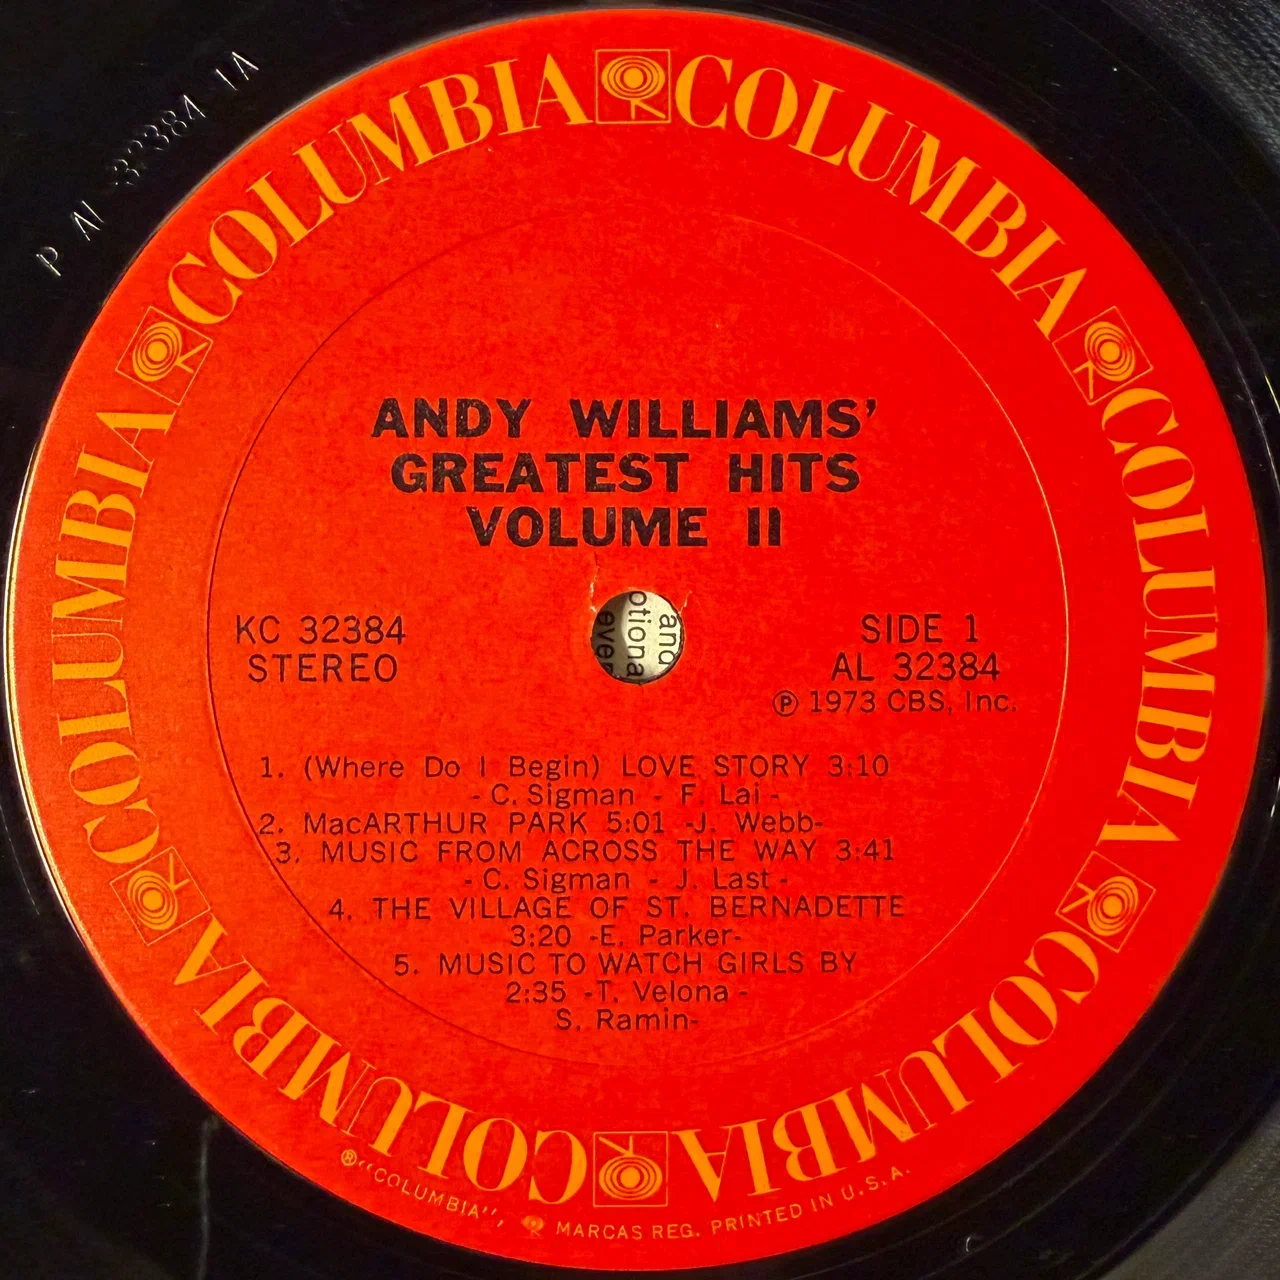 P AL 32384 1A
COLUMBIA COLUMBIA COLUMBIA COLUMBIA COLUMBIA COLUMBIA
ANDY WILLIAMS’
GREATEST HITS
VOLUME II
KC 32384
STEREO
SIDE 1
AL 32384
Ⓟ 1973 CBS, Inc.
and
otiona
ever
1. (Where Do I Begin) LOVE STORY 3:10
- C. Sigman - F. Lai -
2. MacARTHUR PARK 5:01 -J. Webb-
3. MUSIC FROM ACROSS THE WAY 3:41
- C. Sigman - J. Last -
4. THE VILLAGE OF ST. BERNADETTE
3:20 -E. Parker-
5. MUSIC TO WATCH GIRLS BY
2:35 -T. Velona -
S. Ramin-
® “COLUMBIA”, MARCAS REG. PRINTED IN U.S.A.